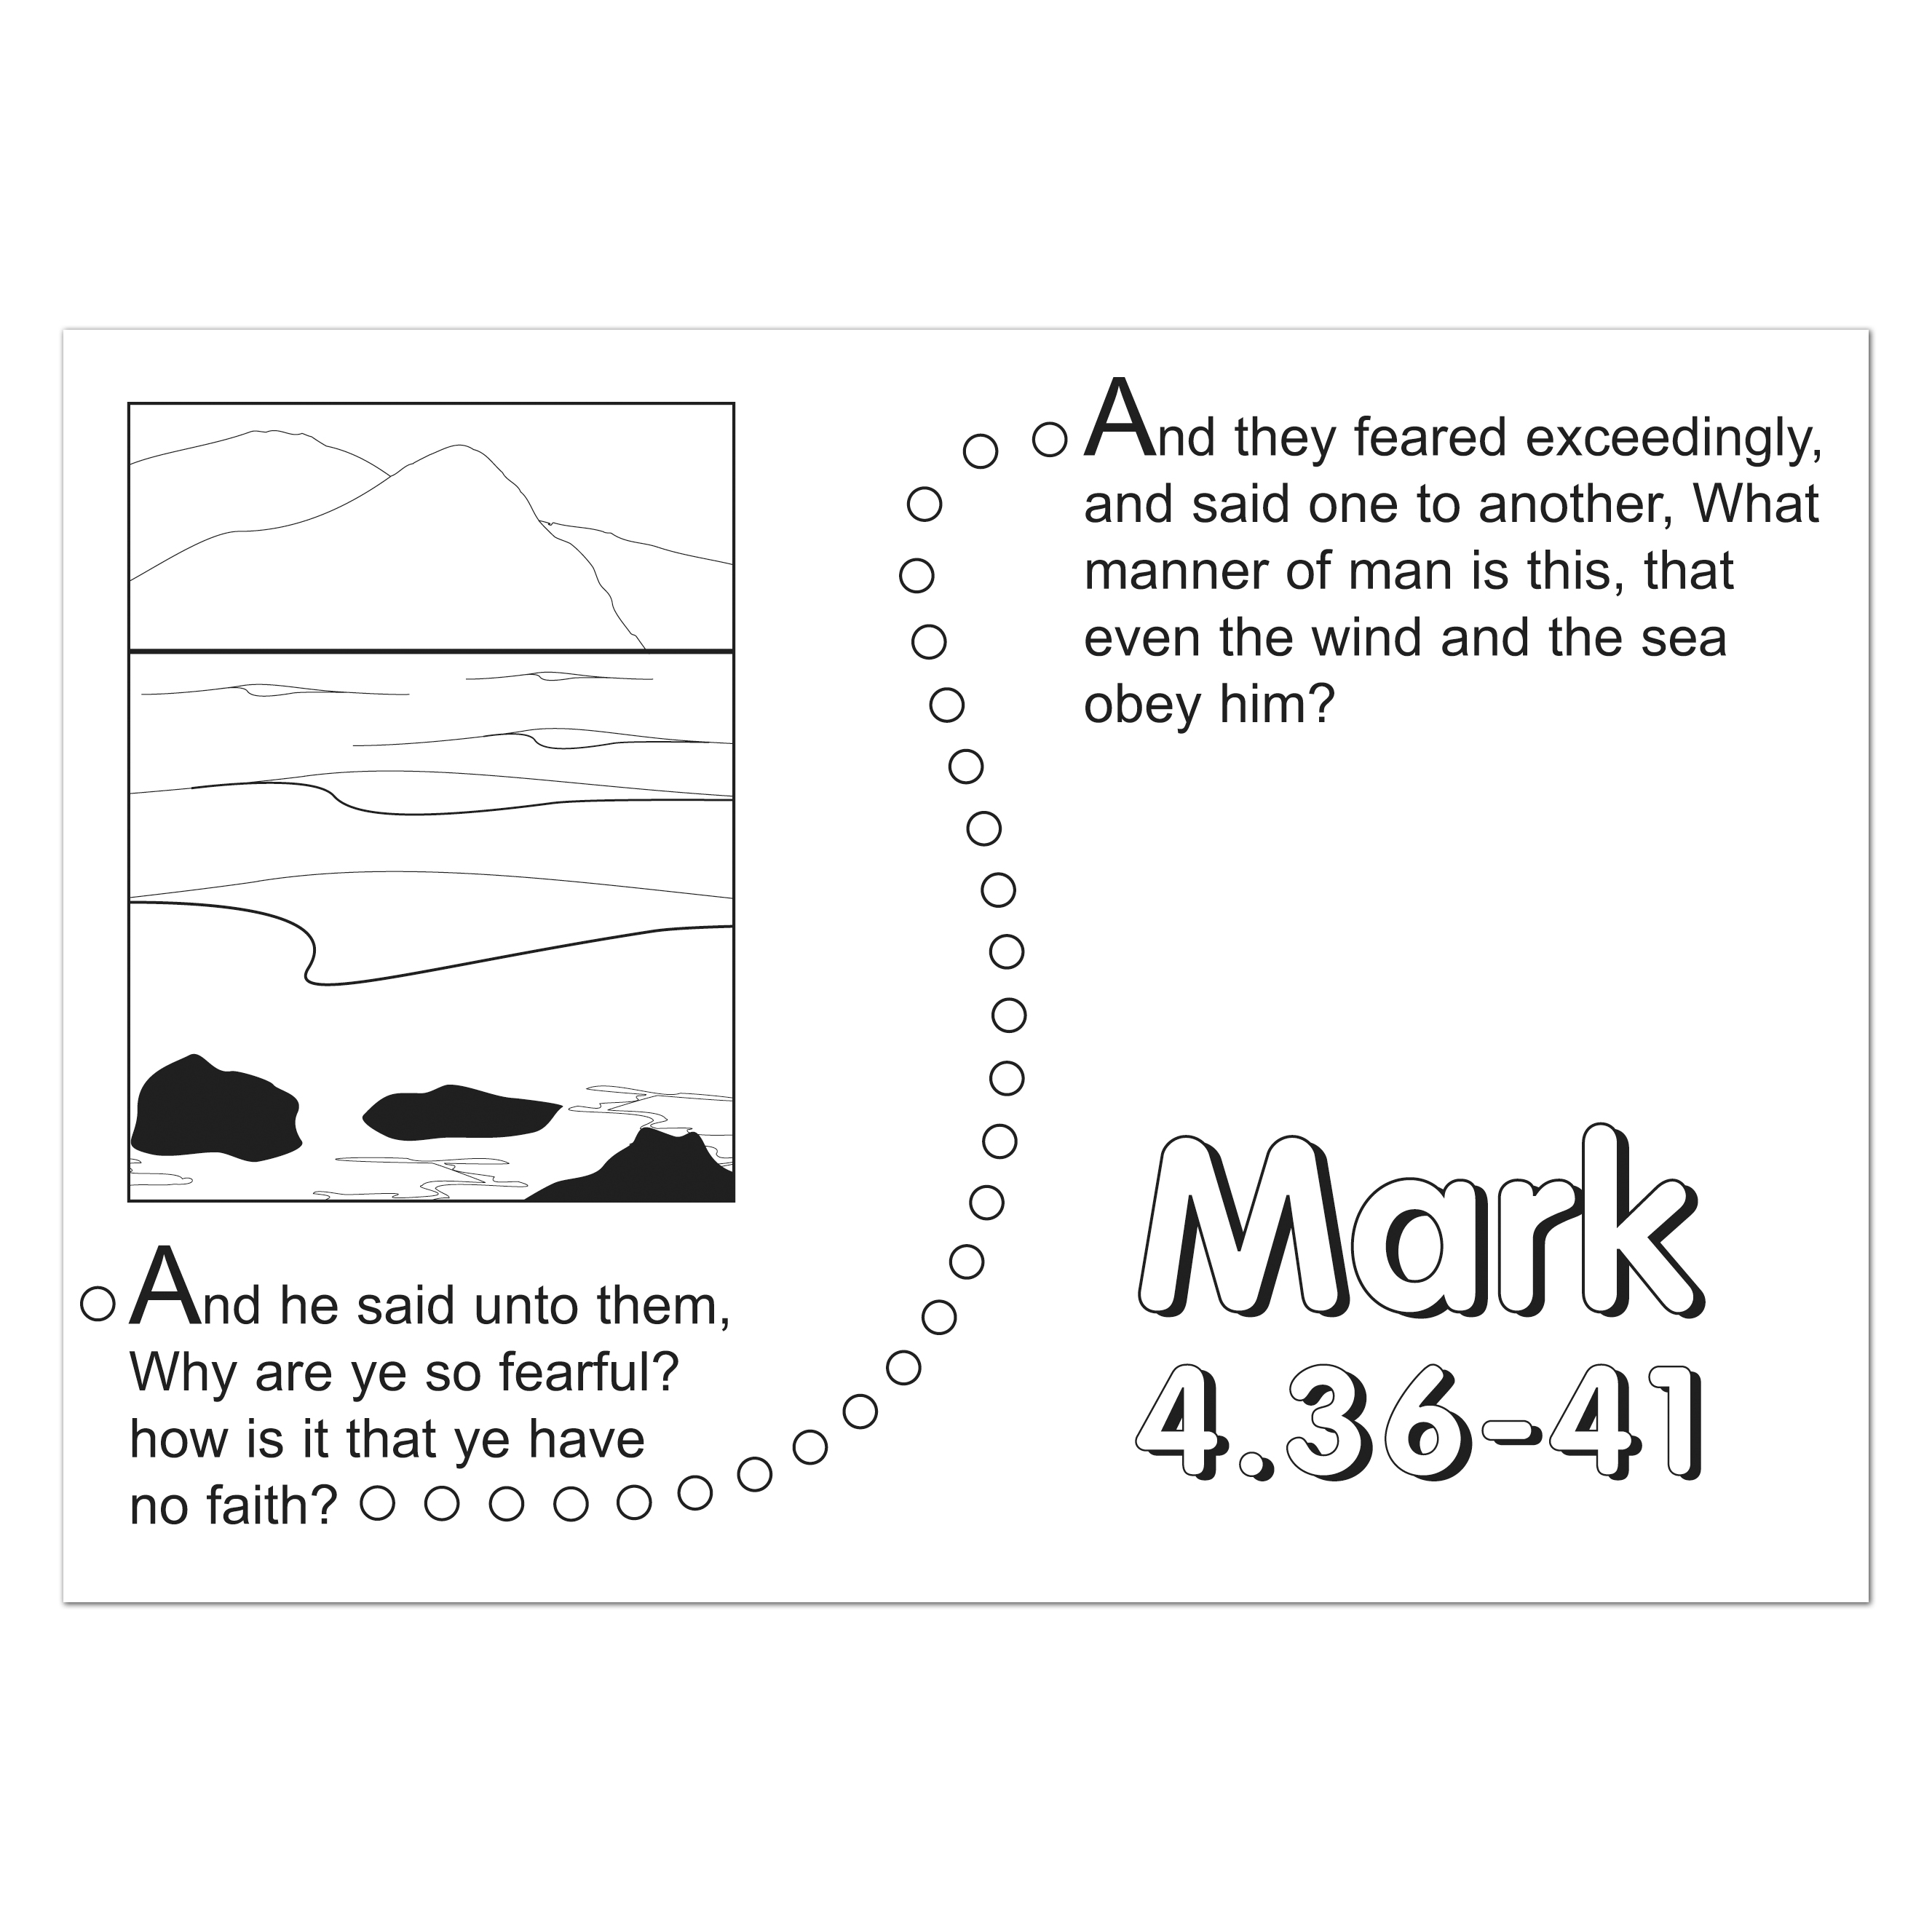 And he said unto them,
Why are ye so fearful?
how is it that ye have
no faith?
And they feared exceedingly,
and said one to another, What
manner of man is this, that
even the wind and the sea
obey him?
Mark
4.36-41